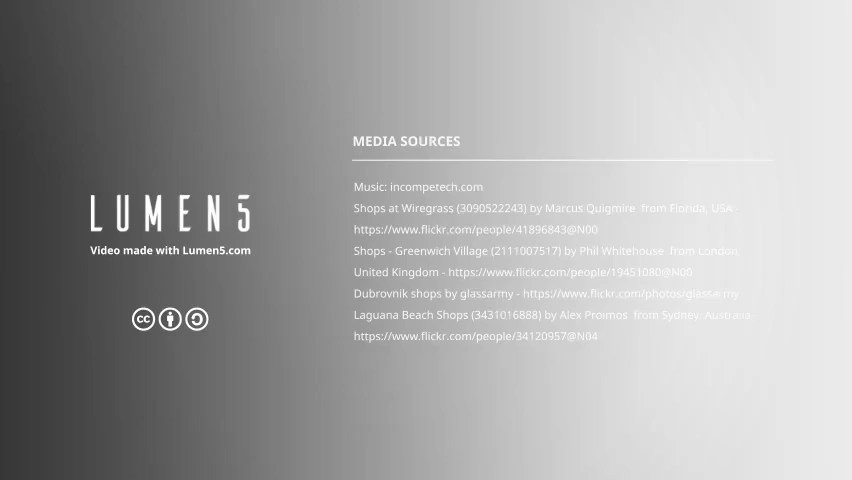 LUMEN5
Video made with Lumen5.com
cc
MEDIA SOURCES
Music: incompetech.com
Shops at Wiregrass (3090522243) by Marcus Quigmire  from Florida, USA -
https://www.flickr.com/people/41896843@N00
Shops - Greenwich Village (2111007517) by Phil Whitehouse  from London,
United Kingdom - https://www.flickr.com/people/19451080@N00
Dubrovnik shops by glassarmy - https://www.flickr.com/photos/glassarmy
Laguana Beach Shops (3431016888) by Alex Proimos  from Sydney, Australia
https://www.flickr.com/people/34120957@N04